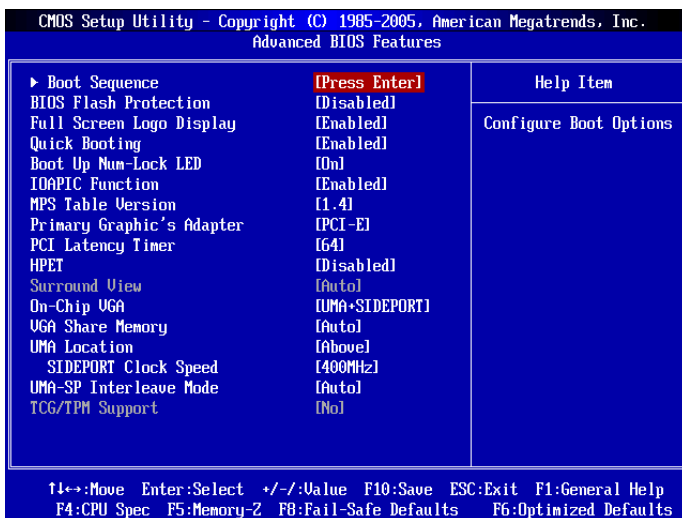 CMOS Setup Utility - Copyright (C) 1985-2005, American Megatrends, Inc.
Advanced BIOS Features
▶ Boot Sequence [Press Enter] Help Item
BIOS Flash Protection [Disabled]
Full Screen Logo Display [Enabled] Configure Boot Options
Quick Booting [Enabled]
Boot Up Num-Lock LED [On]
IOAPIC Function [Enabled]
MPS Table Version [1.4]
Primary Graphic's Adapter [PCI-E]
PCI Latency Timer [64]
HPET [Disabled]
Surround View [Auto]
On-Chip VGA [UMA+SIDEPORT]
VGA Share Memory [Auto]
UMA Location [Above]
SIDEPORT Clock Speed [400MHz]
UMA-SP Interleave Mode [Auto]
TCG/TPM Support [No]
↑↓←→:Move Enter:Select +/-/:Value F10:Save ESC:Exit F1:General Help
F4:CPU Spec F5:Memory-Z F8:Fail-Safe Defaults F6:Optimized Defaults